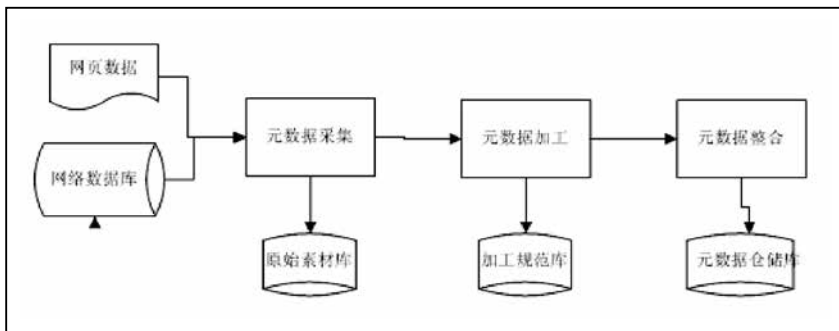 网页数据
网络数据库
元数据采集
元数据加工
元数据整合
原始素材库
加工规范库
元数据仓储库